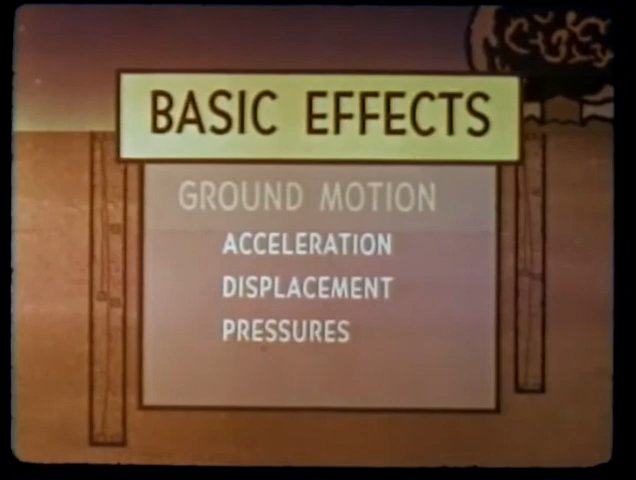 BASIC EFFECTS
GROUND MOTION
ACCELERATION
DISPLACEMENT
PRESSURES